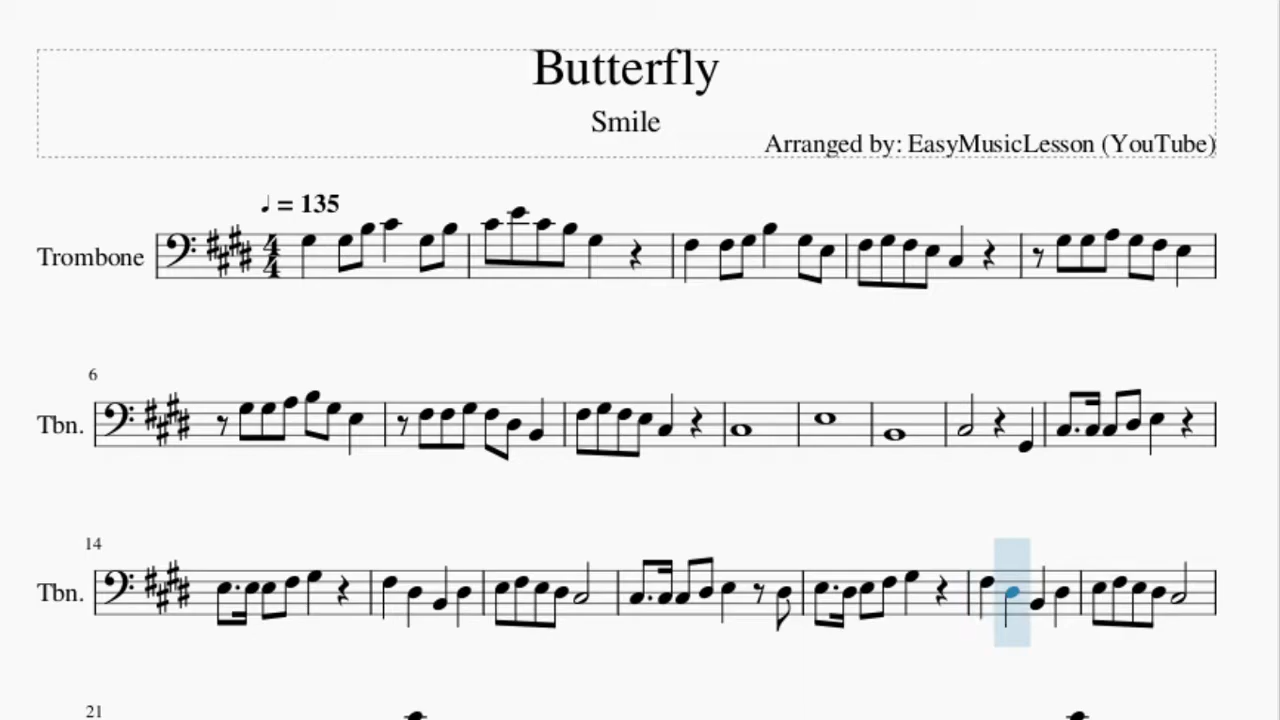 Butterfly
Smile
Arranged by: EasyMusicLesson (YouTube)
♩ = 135
Trombone
4
4
6
Tbn.
14
Tbn.
21